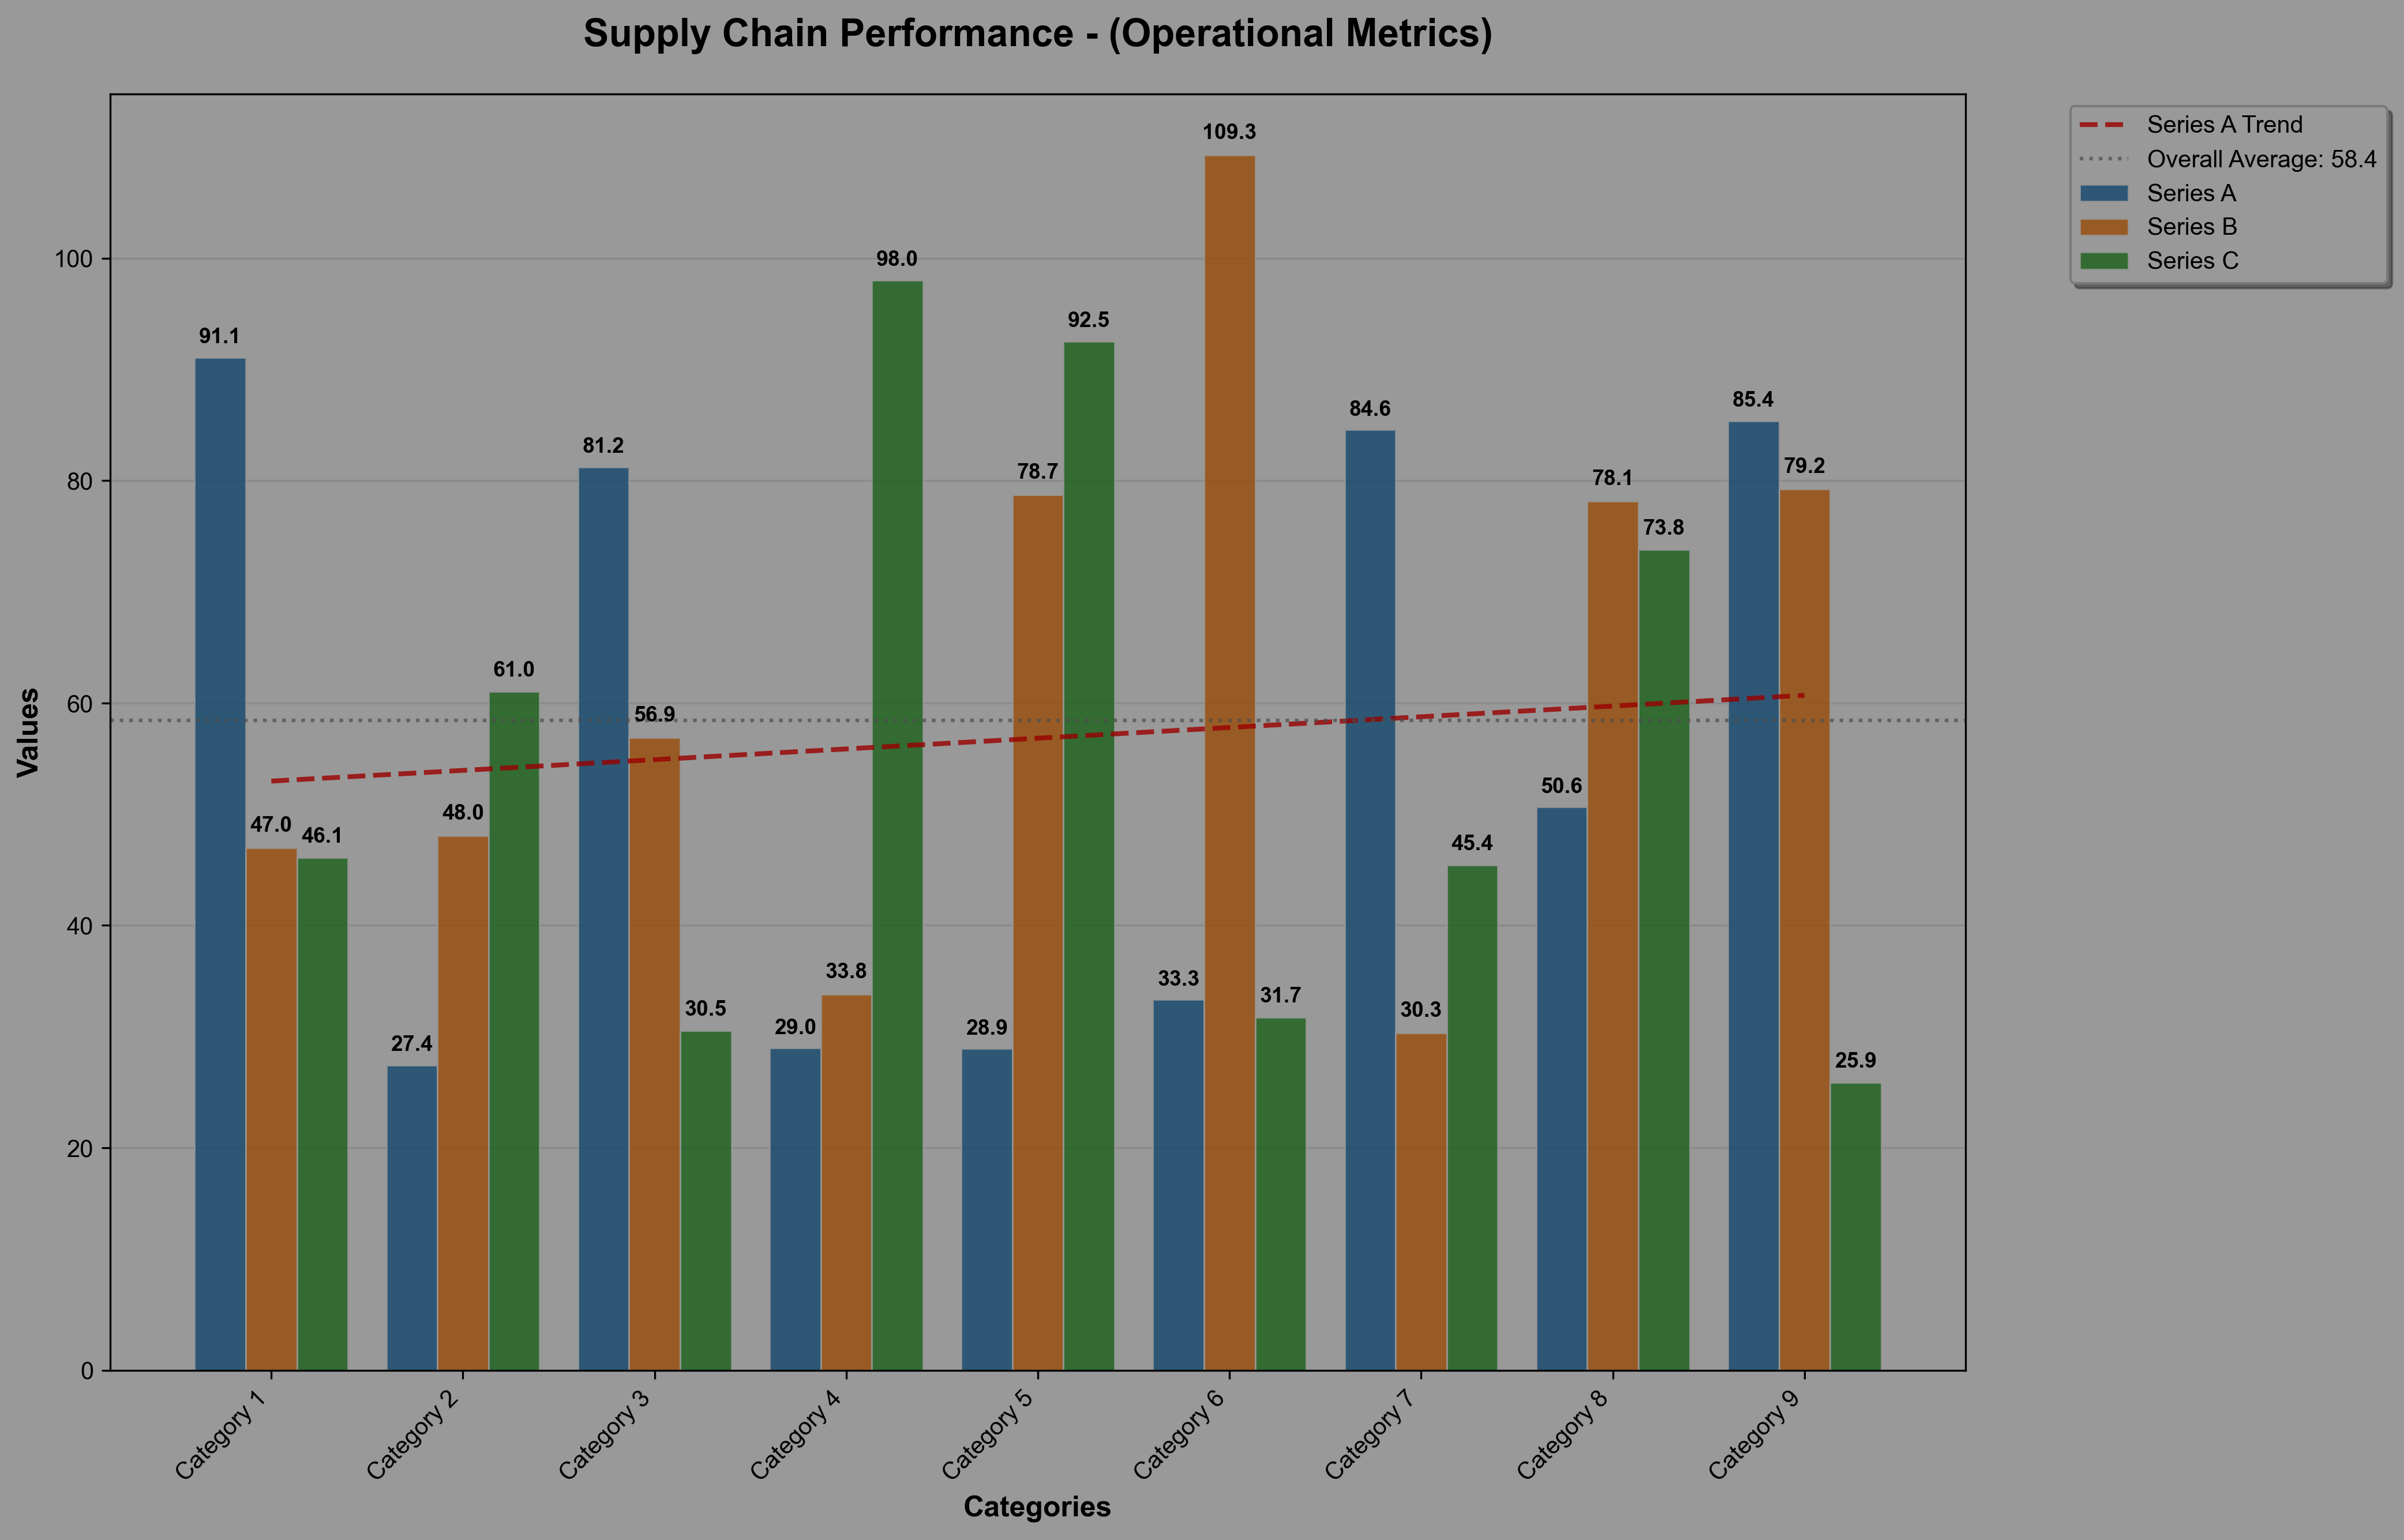 Supply Chain Performance - (Operational Metrics)
Series A Trend
Overall Average: 58.4
Series A
Series B
Series C
Values
100
80
60
40
20
0
91.1
47.0
46.1
27.4
48.0
61.0
81.2
56.9
30.5
29.0
33.8
98.0
28.9
78.7
92.5
33.3
109.3
31.7
84.6
30.3
45.4
50.6
78.1
73.8
85.4
79.2
25.9
Category 1
Category 2
Category 3
Category 4
Category 5
Category 6
Category 7
Category 8
Category 9
Categories